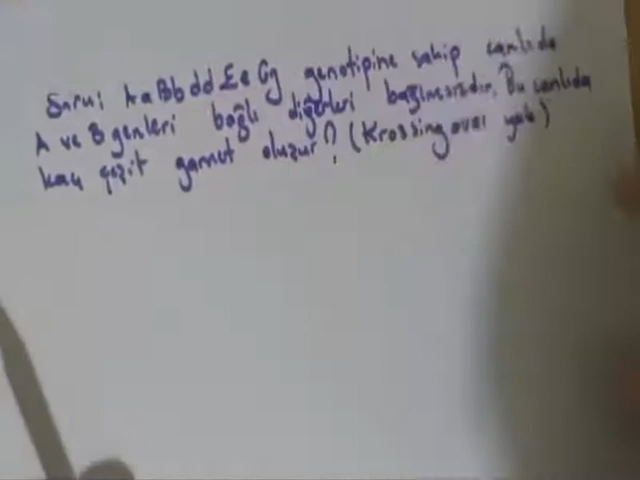 Soru: AaBbddEeGg genotipine sahip canlıda
A ve B genleri bağlı diğerleri bağımsızdır. Bu canlıda
kaç çeşit gamet oluşur? (Krossing over yok)